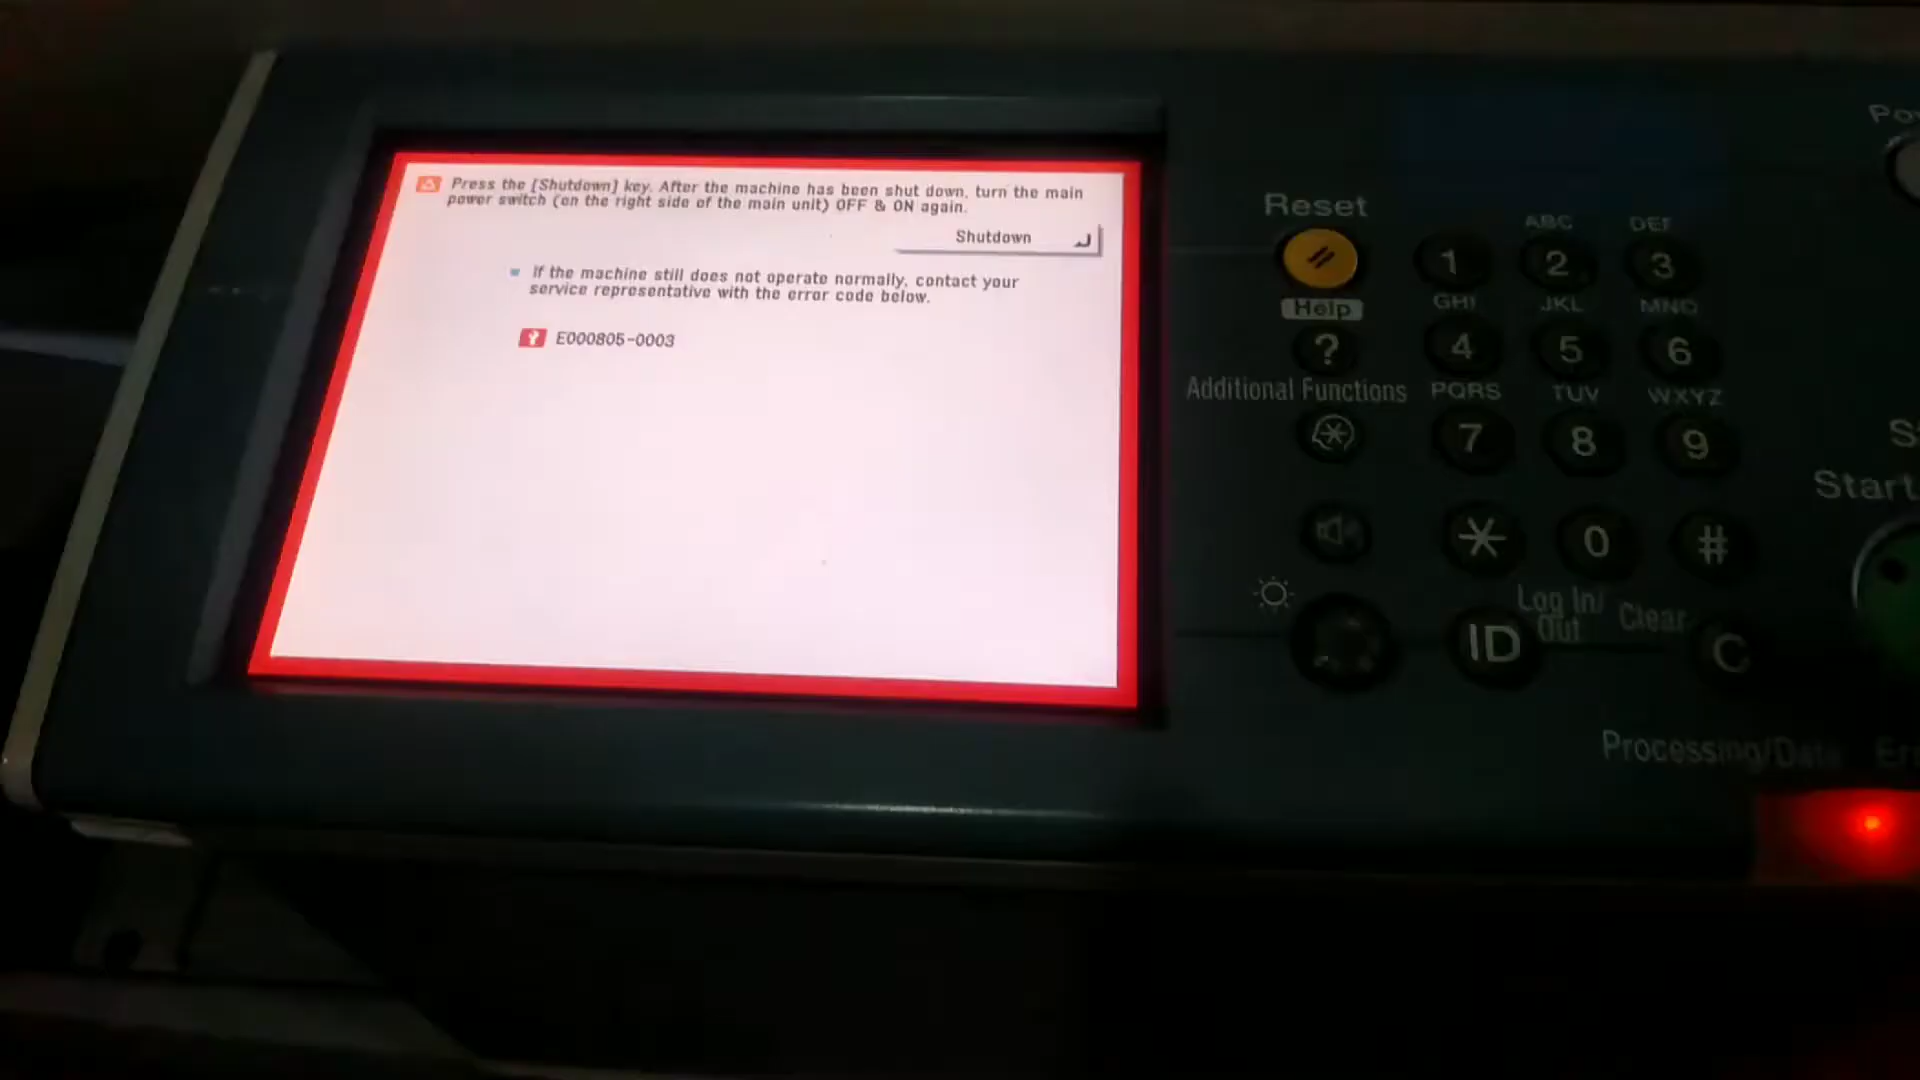 Press the [Shutdown] key. After the machine has been shut down, turn the main
power switch (on the right side of the main unit) OFF & ON again.
Shutdown
If the machine still does not operate normally, contact your
service representative with the error code below.
E000805-0003
Reset
Help
?
Additional Functions
ABC DEF
1 2 3
GHI JKL MNO
4 5 6
PQRS TUV WXYZ
7 8 9
0 #
ID
Log In/
Out
Clear
C
Start
Processing/Data